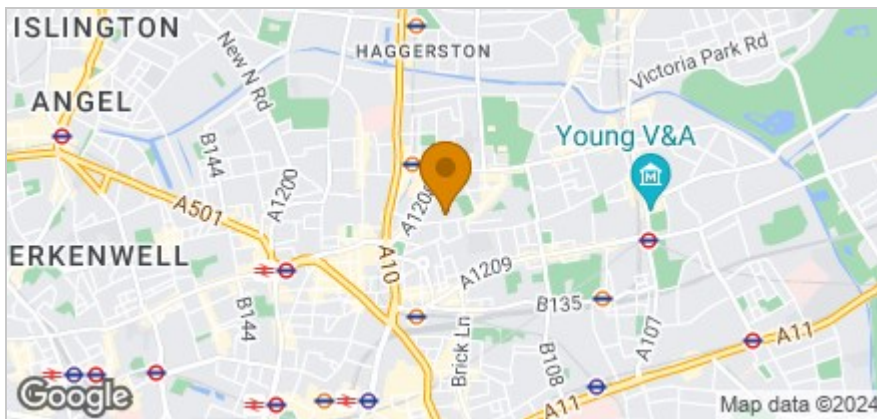 ISLINGTON
New N Rd
HAGGERSTON
Victoria Park Rd
ANGEL
B144
Young V&A
M
A1200
A1208
A501
ERKENWELL
A10
A1209
B144
B135
Brick Ln
B108
A107
A11
A11
Google
Map data ©2024